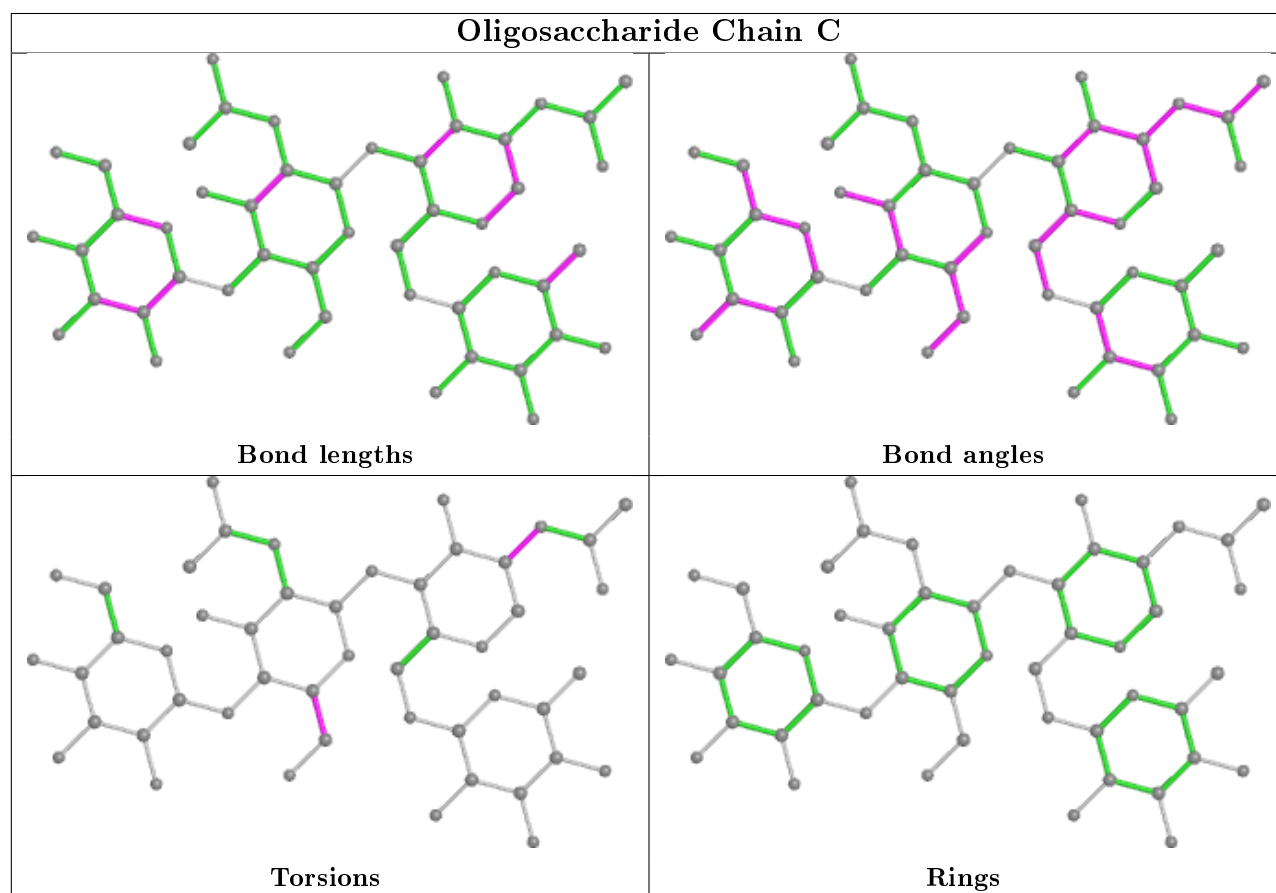 Oligosaccharide Chain C
Bond lengths
Bond angles
Torsions
Rings